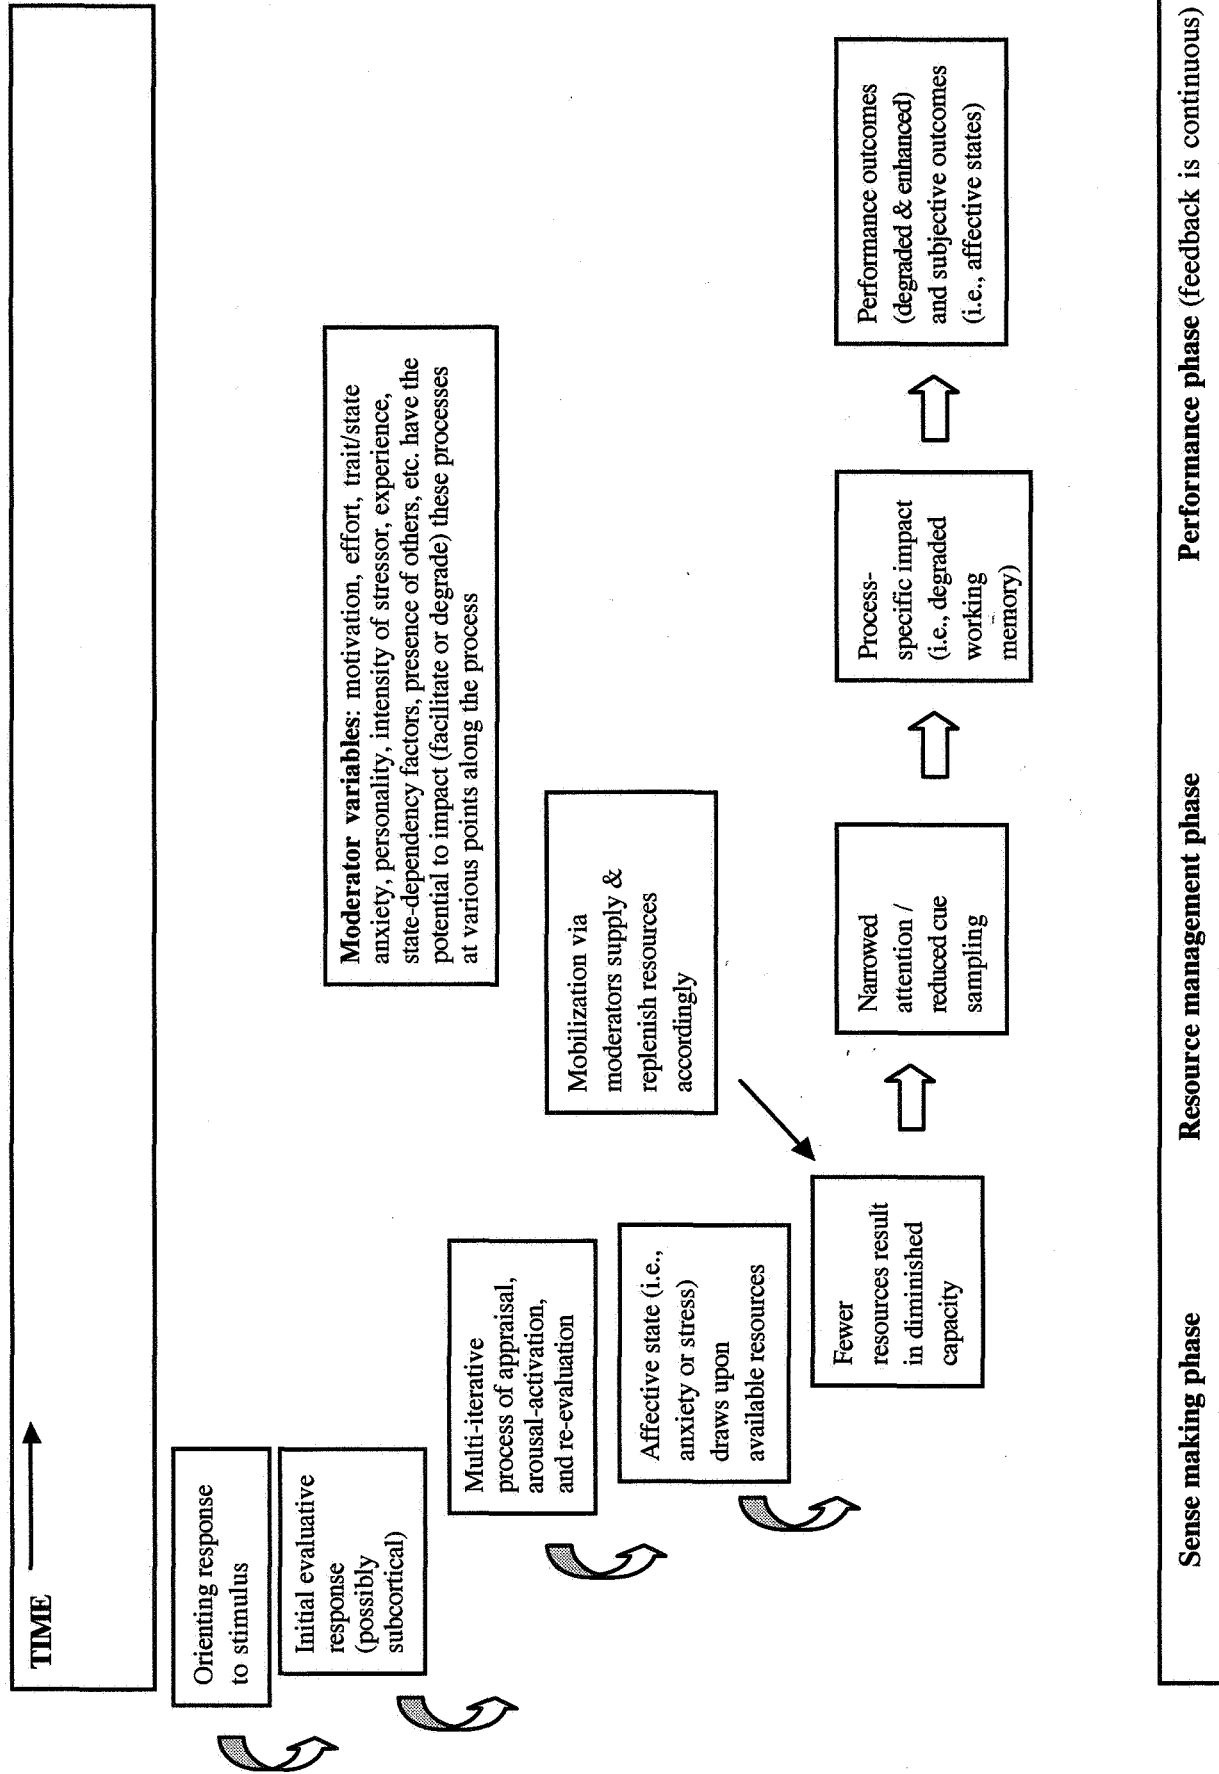 TIME
Orienting response
to stimulus
Initial evaluative
response
(possibly
subcortical)
Moderator variables: motivation, effort, trait/state
anxiety, personality, intensity of stressor, experience,
state-dependency factors, presence of others, etc. have the
potential to impact (facilitate or degrade) these processes
at various points along the process
Multi-iterative
process of appraisal,
arousal-activation,
and re-evaluation
Mobilization via
moderators supply &
replenish resources
accordingly
Affective state (i.e.,
anxiety or stress)
draws upon
available resources
Fewer
resources result
in diminished
capacity
Narrowed
attention /
reduced cue
sampling
Process-
specific impact
(i.e., degraded
working
memory)
Performance outcomes
(degraded & enhanced)
and subjective outcomes
(i.e., affective states)
Sense making phase
Resource management phase
Performance phase (feedback is continuous)